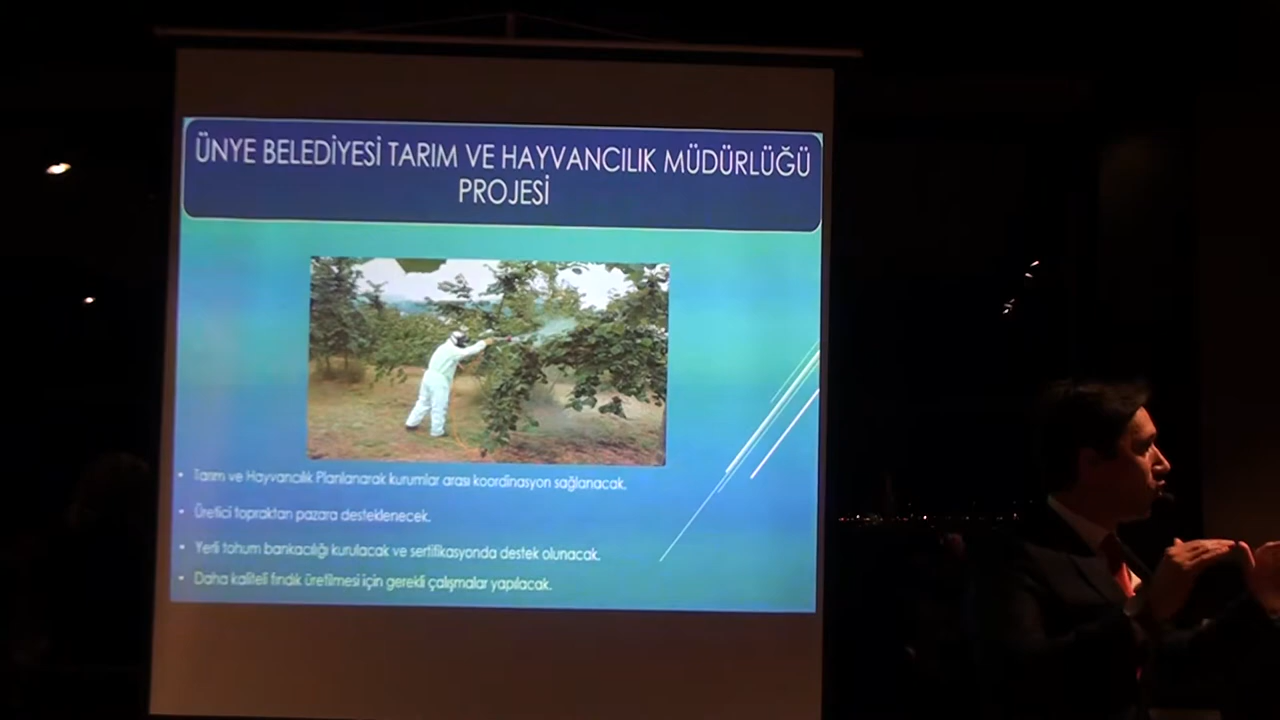 ÜNYE BELEDİYESİ TARIM VE HAYVANCILIK MÜDÜRLÜĞÜ
PROJESİ
• Tarım ve Hayvancılık Planlanarak kurumlar arası koordinasyon sağlanacak.
• Üretici topraktan pazara desteklenecek.
• Yerli tohum bankacılığı kurulacak ve sertifikasyonda destek olunacak.
• Daha kaliteli fındık üretilmesi için gerekli çalışmalar yapılacak.